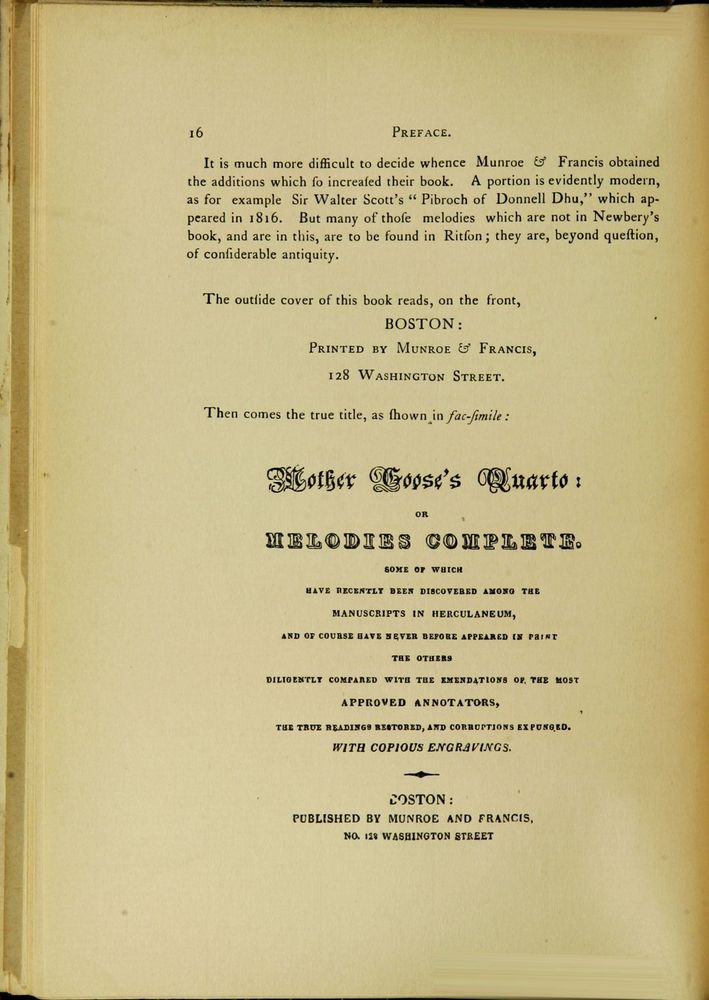 16 PREFACE.
It is much more difficult to decide whence Munroe & Francis obtained
the additions which ſo increaſed their book. A portion is evidently modern,
as for example Sir Walter Scott's “ Pibroch of Donnell Dhu,” which ap-
peared in 1816. But many of thoſe melodies which are not in Newbery's
book, and are in this, are to be found in Ritſon ; they are, beyond queſtion,
of conſiderable antiquity.
The outſide cover of this book reads, on the front,
BOSTON :
PRINTED BY MUNROE & FRANCIS,
128 WASHINGTON STREET.
Then comes the true title, as ſhown in fac-ſimile :
Mother Goose's Quarto :
OR
MELODIES COMPLETE.
SOME OF WHICH
HAVE RECENTLY BEEN DISCOVERED AMONG THE
MANUSCRIPTS IN HERCULANEUM,
AND OF COURSE HAVE NEVER BEFORE APPEARED IN PRINT
THE OTHERS
DILIGENTLY COMPARED WITH THE EMENDATIONS OF THE MOST
APPROVED ANNOTATORS,
THE TRUE READINGS RESTORED, AND CORRUPTIONS EXPUNGED.
WITH COPIOUS ENGRAVINGS.
BOSTON :
PUBLISHED BY MUNROE AND FRANCIS,
NO. 128 WASHINGTON STREET